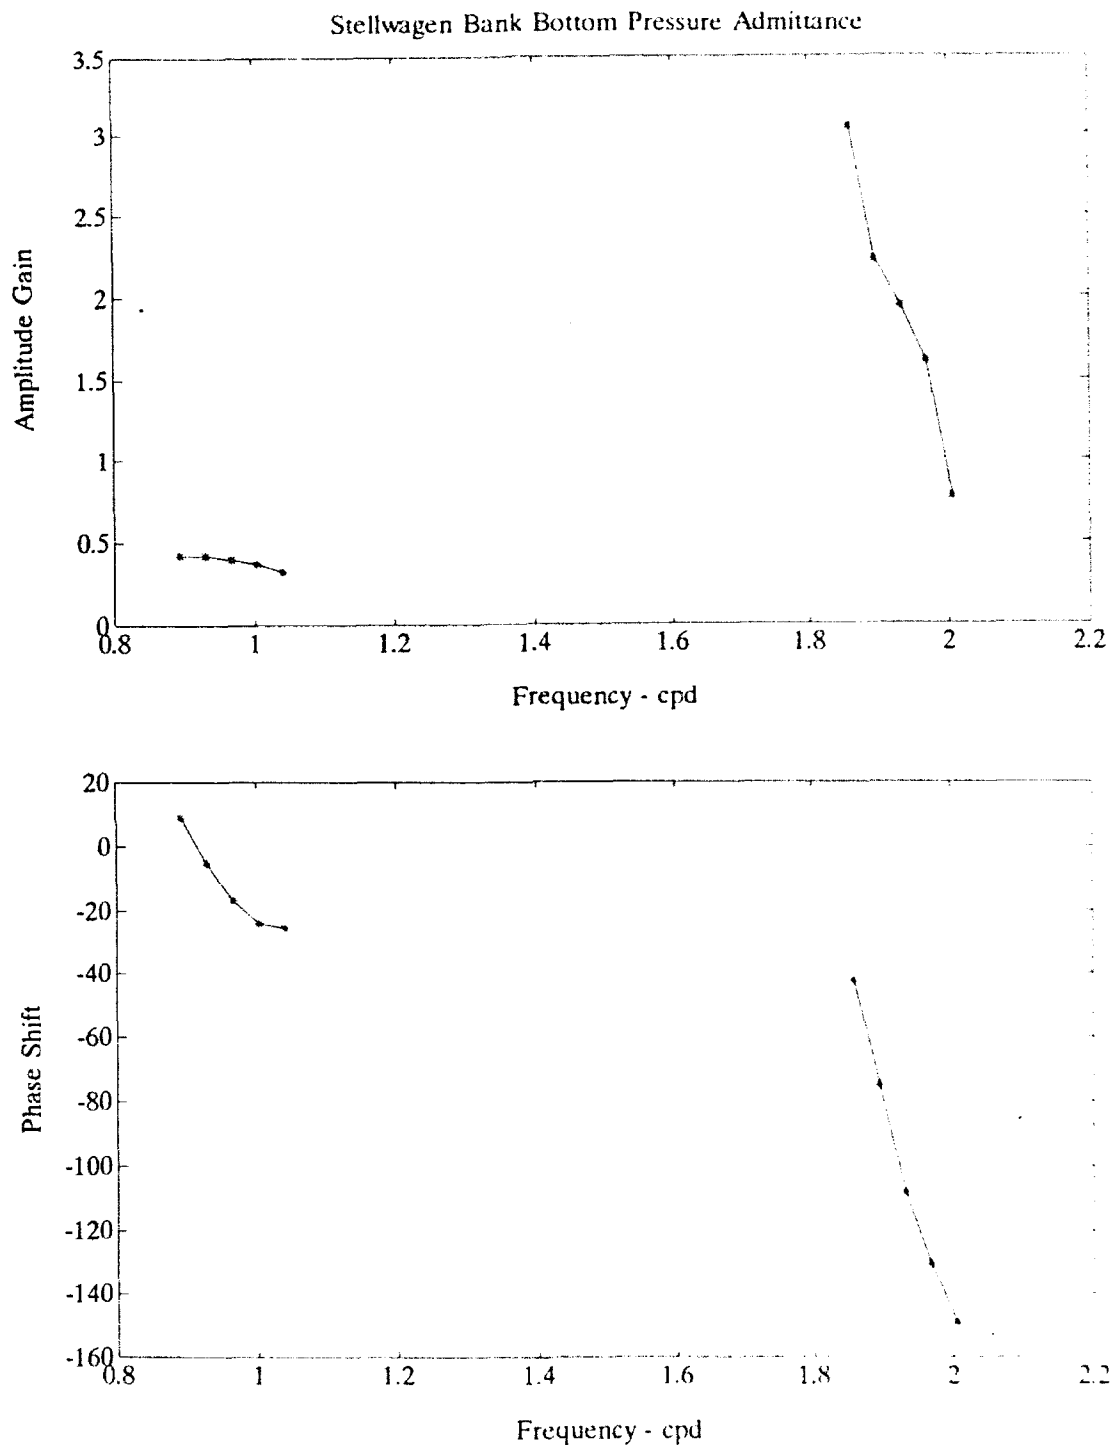 Stellwagen Bank Bottom Pressure Admittance
3.5
3
2.5
2
1.5
1
0.5
0
Amplitude Gain
0.8 1 1.2 1.4 1.6 1.8 2 2.2
Frequency - cpd
20
0
-20
-40
-60
-80
-100
-120
-140
-160
Phase Shift
0.8 1 1.2 1.4 1.6 1.8 2 2.2
Frequency - cpd